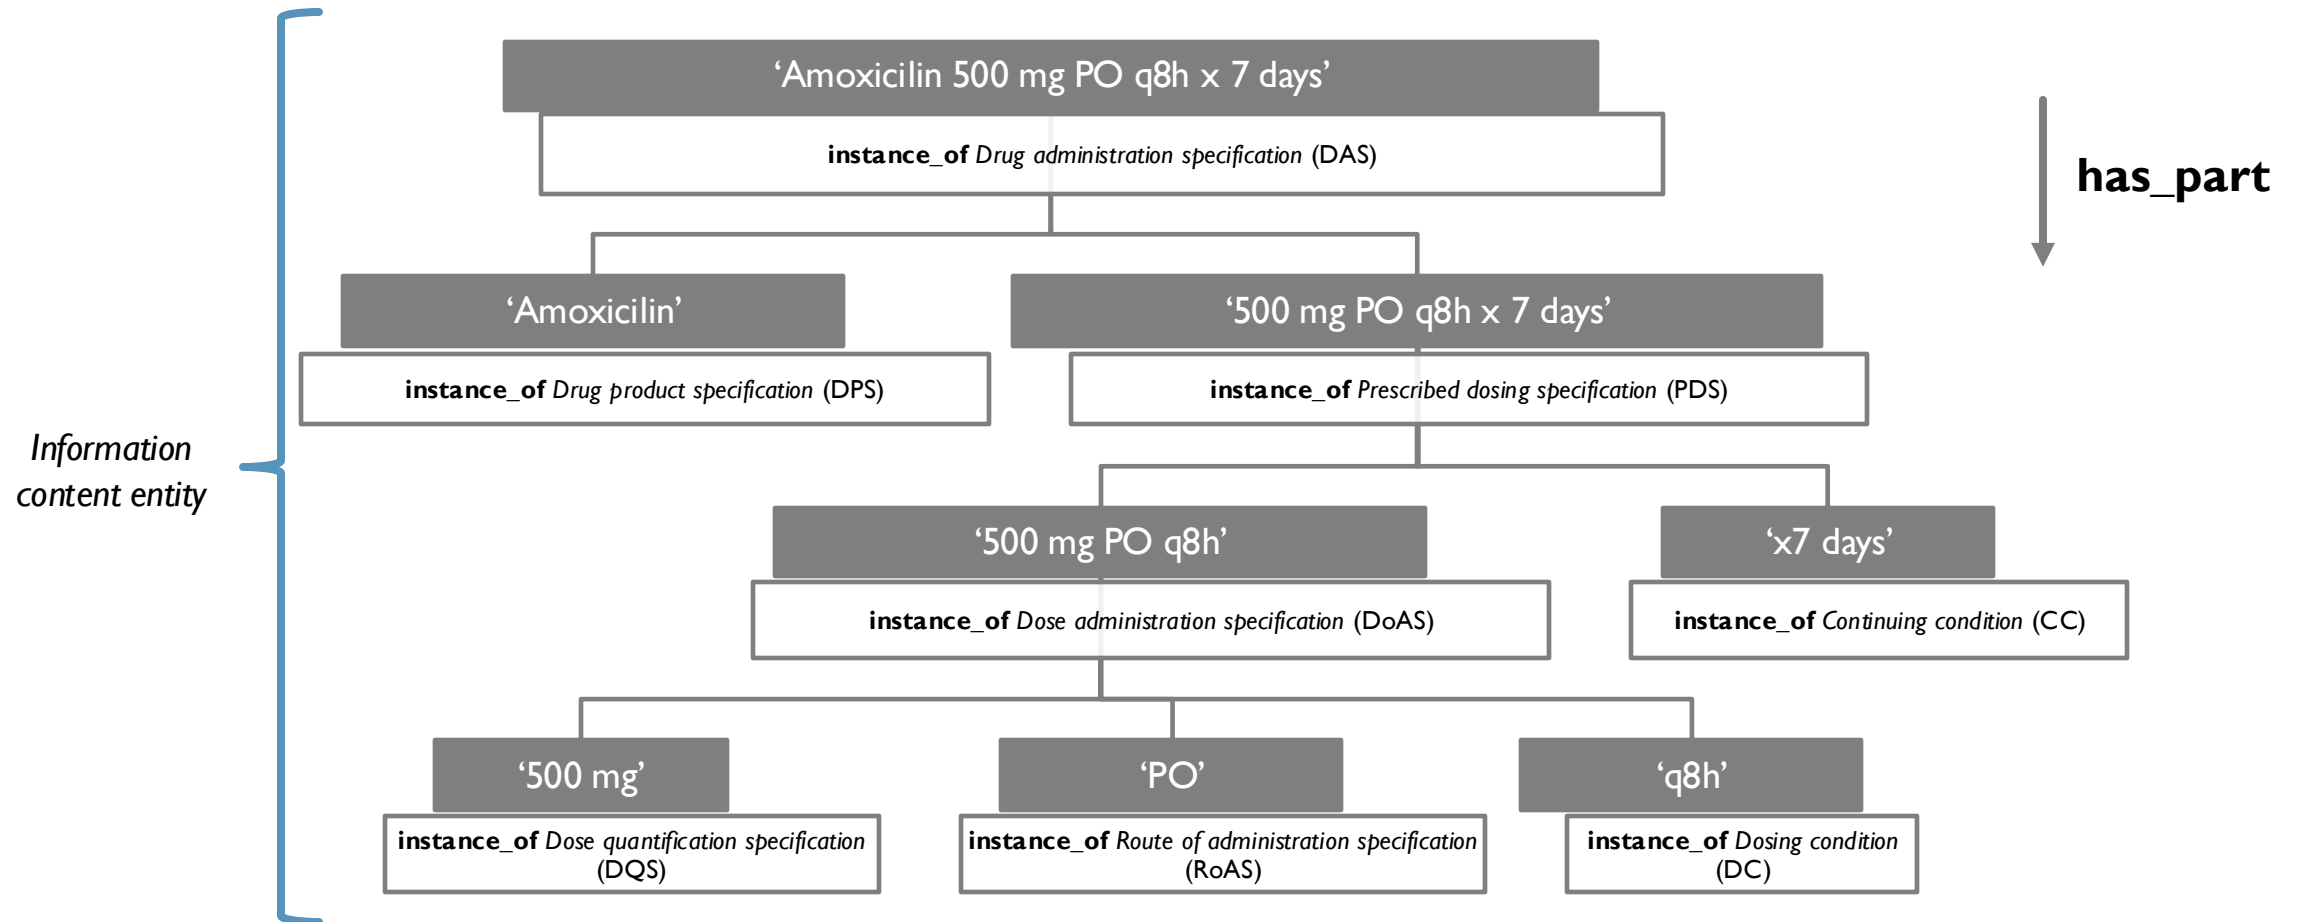 ‘Amoxicilin 500 mg PO q8h x 7 days’
instance_of Drug administration specification (DAS)
has_part
‘Amoxicilin’
‘500 mg PO q8h x 7 days’
instance_of Drug product specification (DPS)
instance_of Prescribed dosing specification (PDS)
Information
content entity
‘500 mg PO q8h’
‘x7 days’
instance_of Dose administration specification (DoAS)
instance_of Continuing condition (CC)
‘500 mg’
‘PO’
‘q8h’
instance_of Dose quantification specification
(DQS)
instance_of Route of administration specification
(RoAS)
instance_of Dosing condition
(DC)